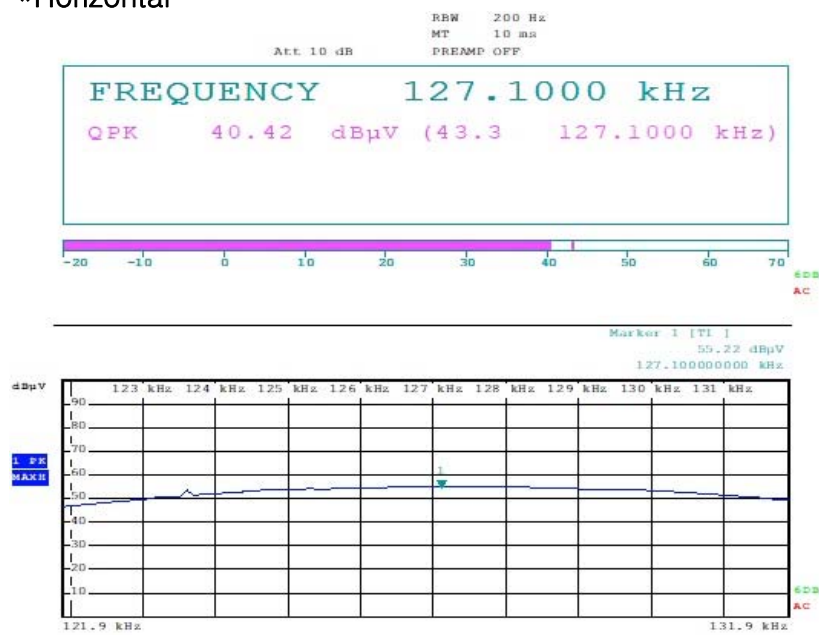 *Horizontal
RBW 200 Hz
MT 10 ms
Att 10 dB PREAMP OFF
FREQUENCY 127.1000 kHz
QPK 40.42 dBµV (43.3 127.1000 kHz)
-20 -10 0 10 20 30 40 50 60 70
6DB
AC
Marker 1 [T1 ]
55.22 dBµV
127.100000000 kHz
dBµV
123 kHz 124 kHz 125 kHz 126 kHz 127 kHz 128 kHz 129 kHz 130 kHz 131 kHz
90
80
70
1 PK
MAXH
60
1
50
40
30
20
10
6DB
AC
121.9 kHz 131.9 kHz